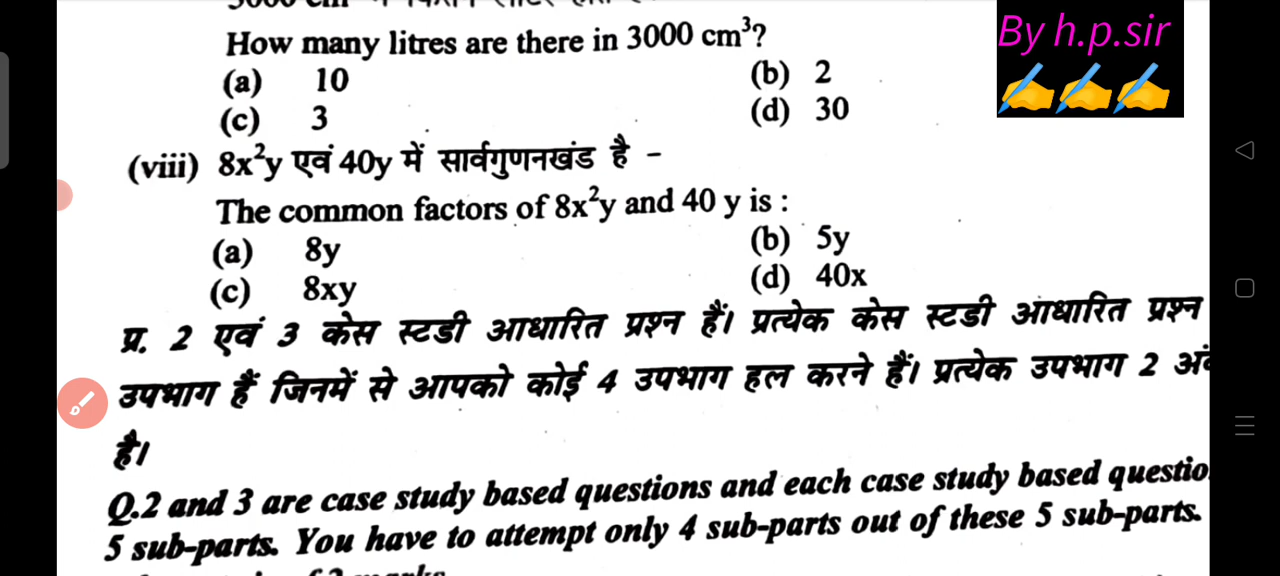 How many litres are there in 3000 cm³?
(a) 10 (b) 2
(c) 3 (d) 30
(viii) 8x²y एवं 40y में सार्वगुणनखंड है -
The common factors of 8x²y and 40 y is :
(a) 8y (b) 5y
(c) 8xy (d) 40x
प्र. 2 एवं 3 केस स्टडी आधारित प्रश्न हैं। प्रत्येक केस स्टडी आधारित प्रश्न
उपभाग हैं जिनमें से आपको कोई 4 उपभाग हल करने हैं। प्रत्येक उपभाग 2
है।
Q.2 and 3 are case study based questions and each case study based
5 sub-parts. You have to attempt only 4 sub-parts out of these 5 sub-parts.
By h.p.sir